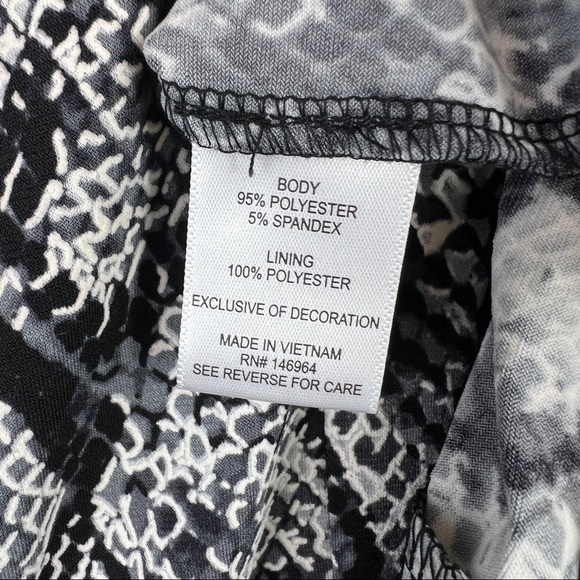 BODY
95% POLYESTER
5% SPANDEX
LINING
100% POLYESTER
EXCLUSIVE OF DECORATION
MADE IN VIETNAM
RN# 146964
SEE REVERSE FOR CARE